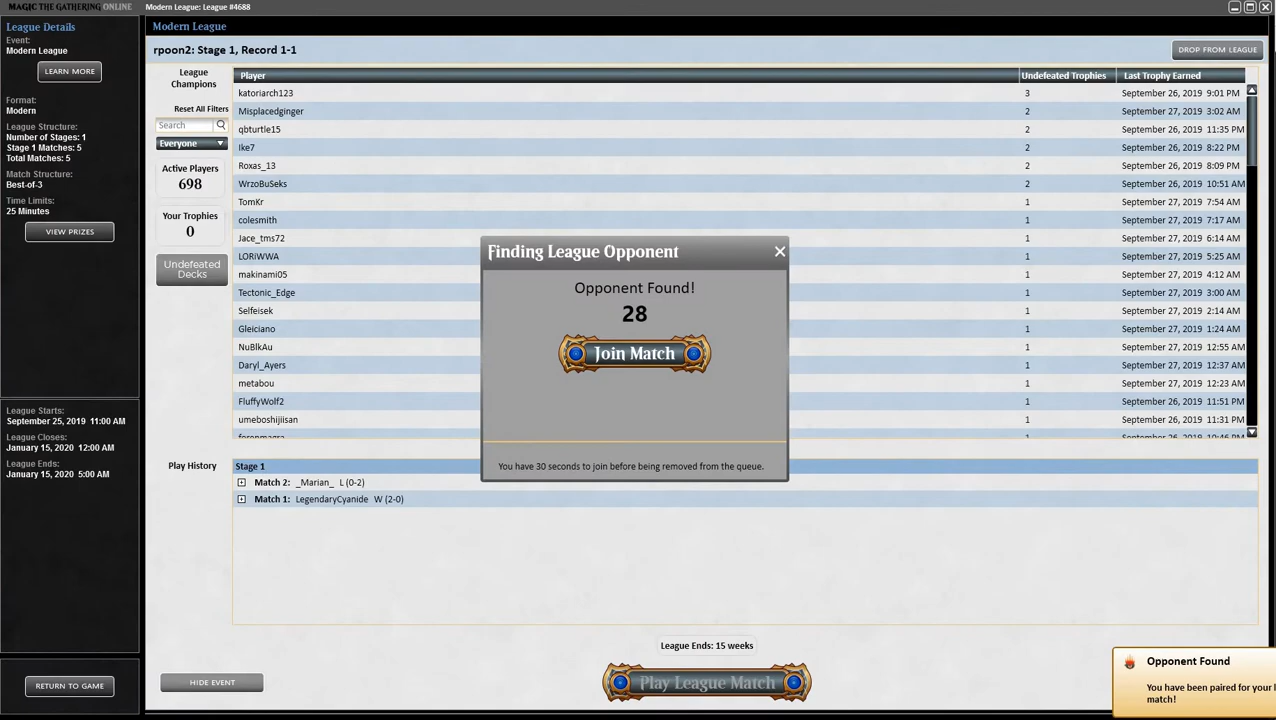 MAGIC THE GATHERING ONLINE
Modern League: League #4688
League Details
Event:
Modern League
LEARN MORE
Format:
Modern
League Structure:
Number of Stages: 1
Stage 1 Matches: 5
Total Matches: 5
Match Structure:
Best-of-3
Time Limits:
25 Minutes
VIEW PRIZES
League Starts:
September 25, 2019 11:00 AM
League Closes:
January 15, 2020 12:00 AM
League Ends:
January 15, 2020 5:00 AM
RETURN TO GAME
Modern League
rpoon2: Stage 1, Record 1-1
DROP FROM LEAGUE
League
Champions
Reset All Filters
Search
Everyone
Active Players
698
Your Trophies
0
Undefeated
Decks
Player Undefeated Trophies Last Trophy Earned
katoriarch123 3 September 26, 2019 9:01 PM
Misplacedginger 2 September 27, 2019 3:02 AM
qbturtle15 2 September 26, 2019 11:35 PM
Ike7 2 September 26, 2019 8:22 PM
Roxas_13 2 September 26, 2019 8:09 PM
WrzoBuSeks 2 September 26, 2019 10:51 AM
TomKr 1 September 27, 2019 7:54 AM
colesmith 1 September 27, 2019 7:17 AM
Jace_tms72 1 September 27, 2019 6:14 AM
LORiWWA 1 September 27, 2019 5:25 AM
makinami05 1 September 27, 2019 4:12 AM
Tectonic_Edge 1 September 27, 2019 3:00 AM
Selfeisek 1 September 27, 2019 2:14 AM
Gleiciano 1 September 27, 2019 1:24 AM
NuBlkAu 1 September 27, 2019 12:55 AM
Daryl_Ayers 1 September 27, 2019 12:37 AM
metabou 1 September 27, 2019 12:23 AM
FluffyWolf2 1 September 26, 2019 11:51 PM
umeboshijiisan 1 September 26, 2019 11:31 PM
Finding League Opponent
Opponent Found!
28
Join Match
You have 30 seconds to join before being removed from the queue.
Play History
Stage 1
Match 2: _Marian_ L (0-2)
Match 1: LegendaryCyanide W (2-0)
League Ends: 15 weeks
HIDE EVENT
Play League Match
Opponent Found
You have been paired for your l
match!